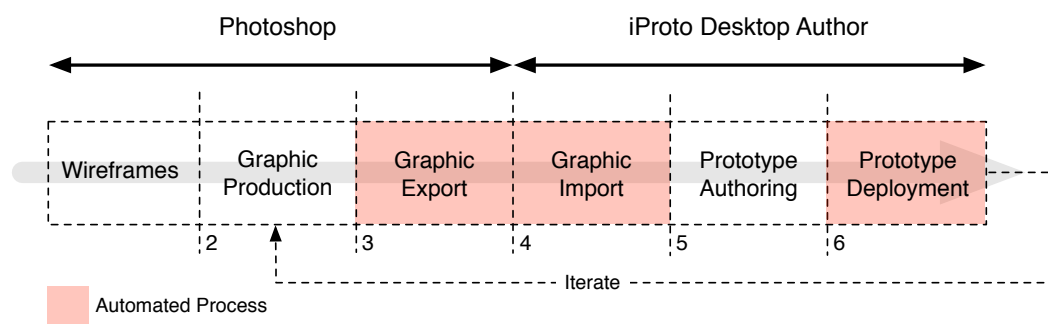 Photoshop
iProto Desktop Author
Wireframes
Graphic
Production
Graphic
Export
Graphic
Import
Prototype
Authoring
Prototype
Deployment
2
3
4
5
6
Iterate
Automated Process